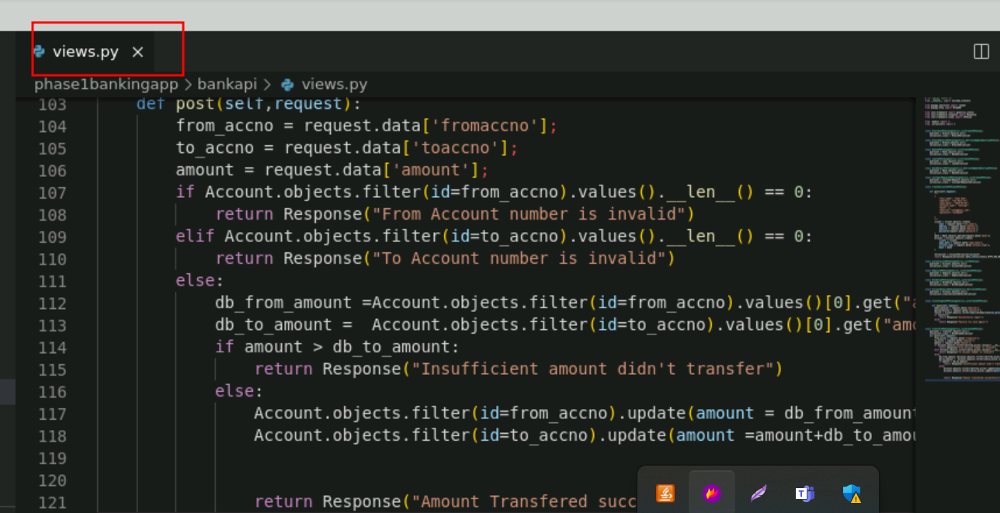 views.py
phase1bankingapp > bankapi > views.py
103 def post(self,request):
104 from_accno = request.data['fromaccno'];
105 to_accno = request.data['toaccno'];
106 amount = request.data['amount'];
107 if Account.objects.filter(id=from_accno).values().__len__() == 0:
108 return Response("From Account number is invalid")
109 elif Account.objects.filter(id=to_accno).values().__len__() == 0:
110 return Response("To Account number is invalid")
111 else:
112 db_from_amount =Account.objects.filter(id=from_accno).values()[0].get("a
113 db_to_amount = Account.objects.filter(id=to_accno).values()[0].get("amo
114 if amount > db_to_amount:
115 return Response("Insufficient amount didn't transfer")
116 else:
117 Account.objects.filter(id=from_accno).update(amount = db_from_amount
118 Account.objects.filter(id=to_accno).update(amount =amount+db_to_amou
119
120
121 return Response("Amount Transfered succ